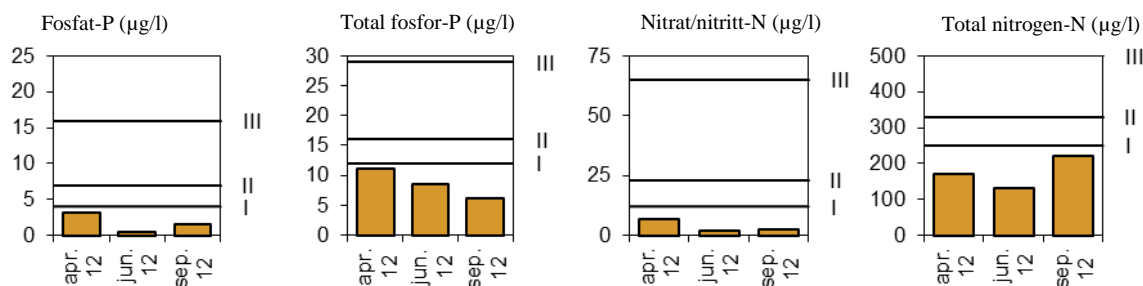 Fosfat-P (µg/l)
25
20
15
10
5
0
III
II
I
apr. 12
jun. 12
sep. 12
Total fosfor-P (µg/l)
30
25
20
15
10
5
0
III
II
I
apr. 12
jun. 12
sep. 12
Nitrat/nitritt-N (µg/l)
75
50
25
0
III
II
I
apr. 12
jun. 12
sep. 12
Total nitrogen-N (µg/l)
500
400
300
200
100
0
III
II
I
apr. 12
jun. 12
sep. 12